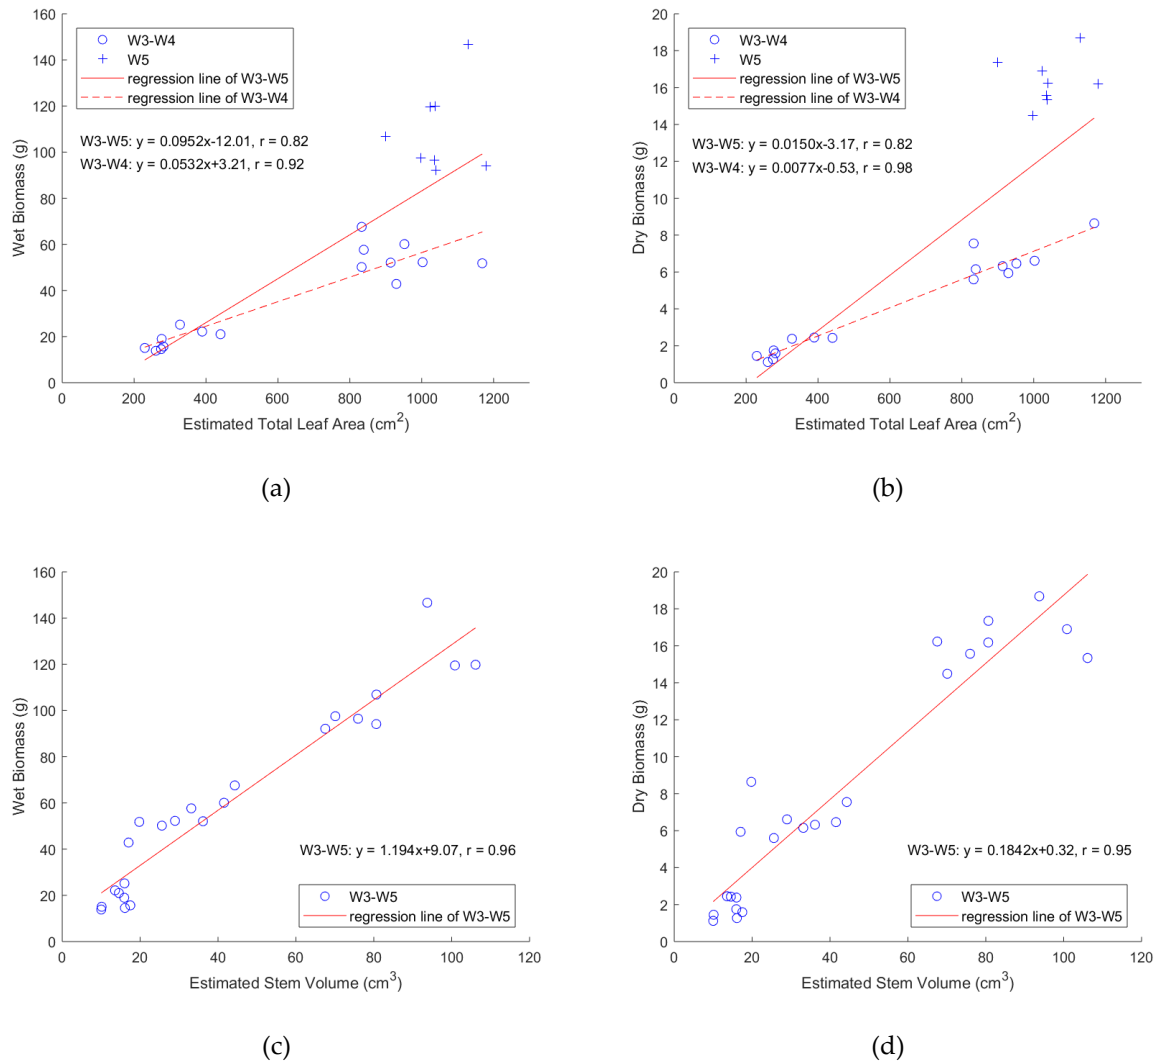 160
140
120
100
80
60
40
20
0
Wet Biomass (g)
W3-W4
W5
regression line of W3-W5
regression line of W3-W4
W3-W5: y = 0.0952x-12.01, r = 0.82
W3-W4: y = 0.0532x+3.21, r = 0.92
0 200 400 600 800 1000 1200
Estimated Total Leaf Area (cm²)
(a)
20
18
16
14
12
10
8
6
4
2
0
Dry Biomass (g)
W3-W4
W5
regression line of W3-W5
regression line of W3-W4
W3-W5: y = 0.0150x-3.17, r = 0.82
W3-W4: y = 0.0077x-0.53, r = 0.98
0 200 400 600 800 1000 1200
Estimated Total Leaf Area (cm²)
(b)
160
140
120
100
80
60
40
20
0
Wet Biomass (g)
W3-W5: y = 1.194x+9.07, r = 0.96
W3-W5
regression line of W3-W5
0 20 40 60 80 100 120
Estimated Stem Volume (cm³)
(c)
20
18
16
14
12
10
8
6
4
2
0
Dry Biomass (g)
W3-W5: y = 0.1842x+0.32, r = 0.95
W3-W5
regression line of W3-W5
0 20 40 60 80 100 120
Estimated Stem Volume (cm³)
(d)